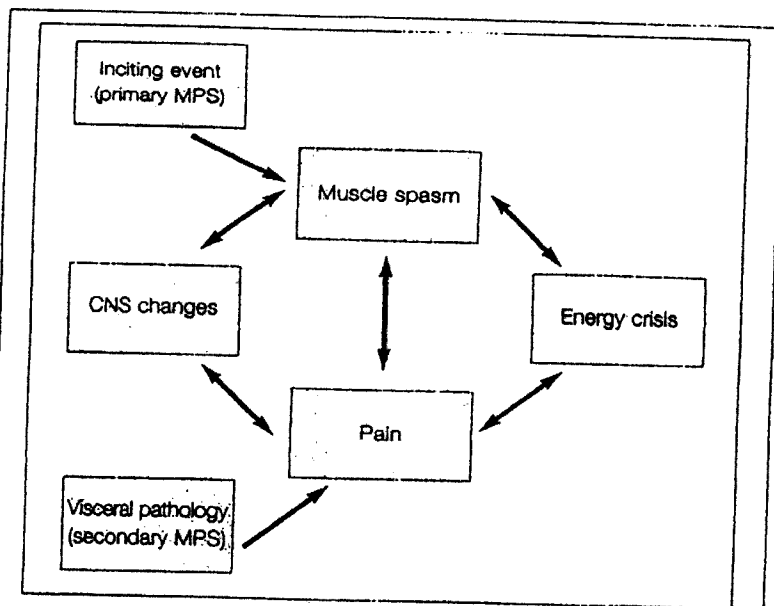 Inciting event
(primary MPS)
Muscle spasm
CNS changes
Energy crisis
Pain
Visceral pathology
(secondary MPS)